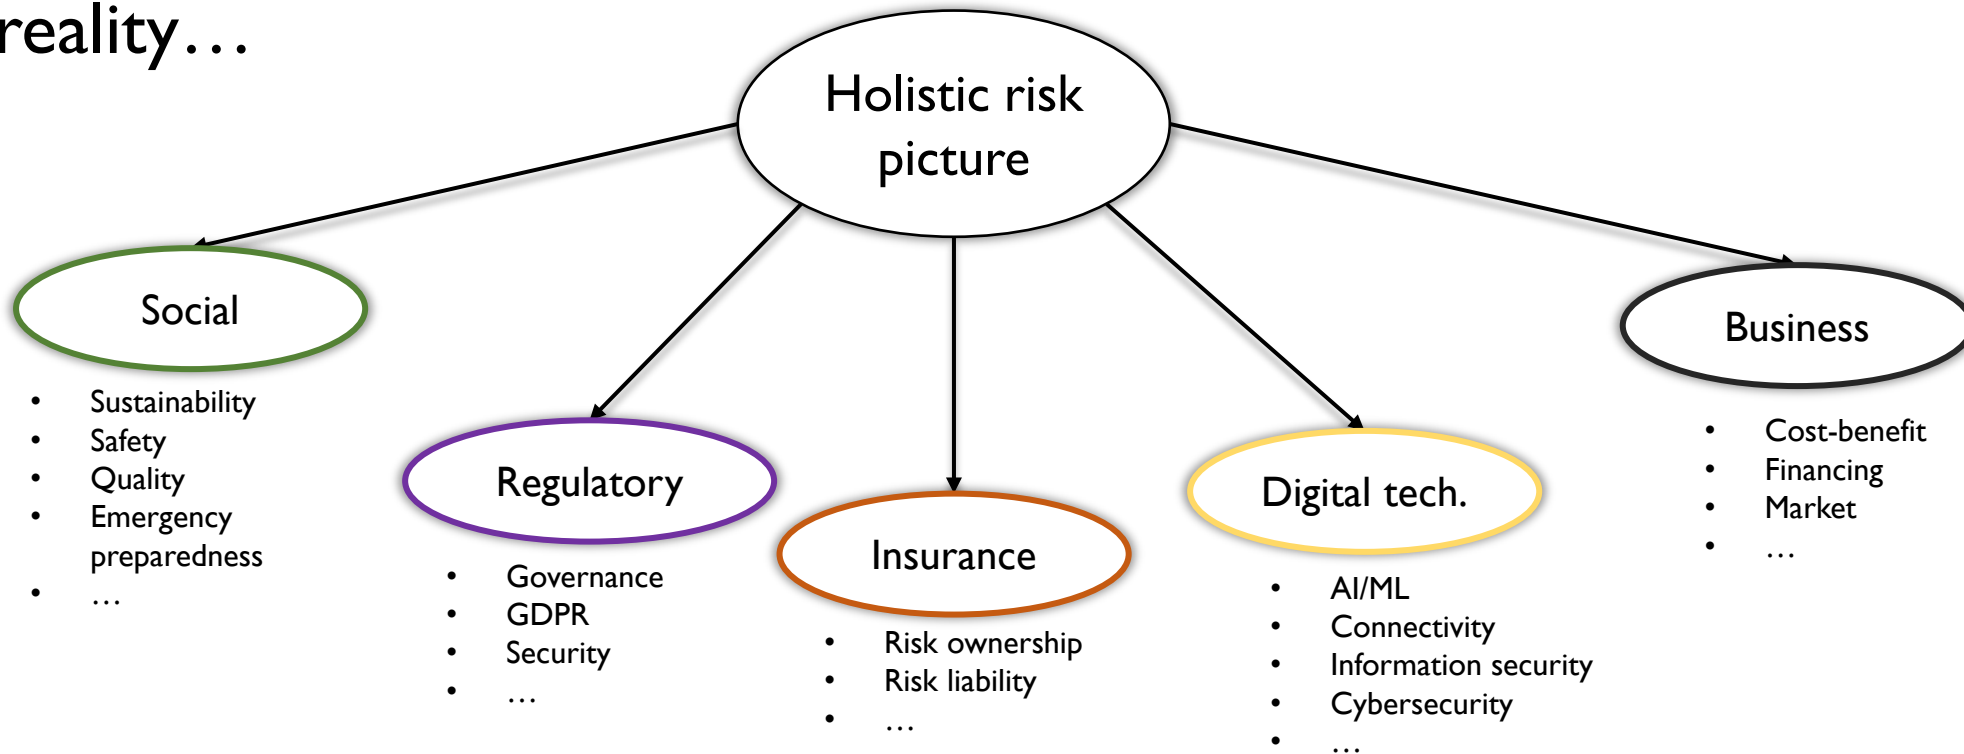 reality…
Holistic risk
picture
Social
• Sustainability
• Safety
• Quality
• Emergency
preparedness
• …
Regulatory
• Governance
• GDPR
• Security
• …
Insurance
• Risk ownership
• Risk liability
• …
Digital tech.
• AI/ML
• Connectivity
• Information security
• Cybersecurity
• …
Business
• Cost-benefit
• Financing
• Market
• …